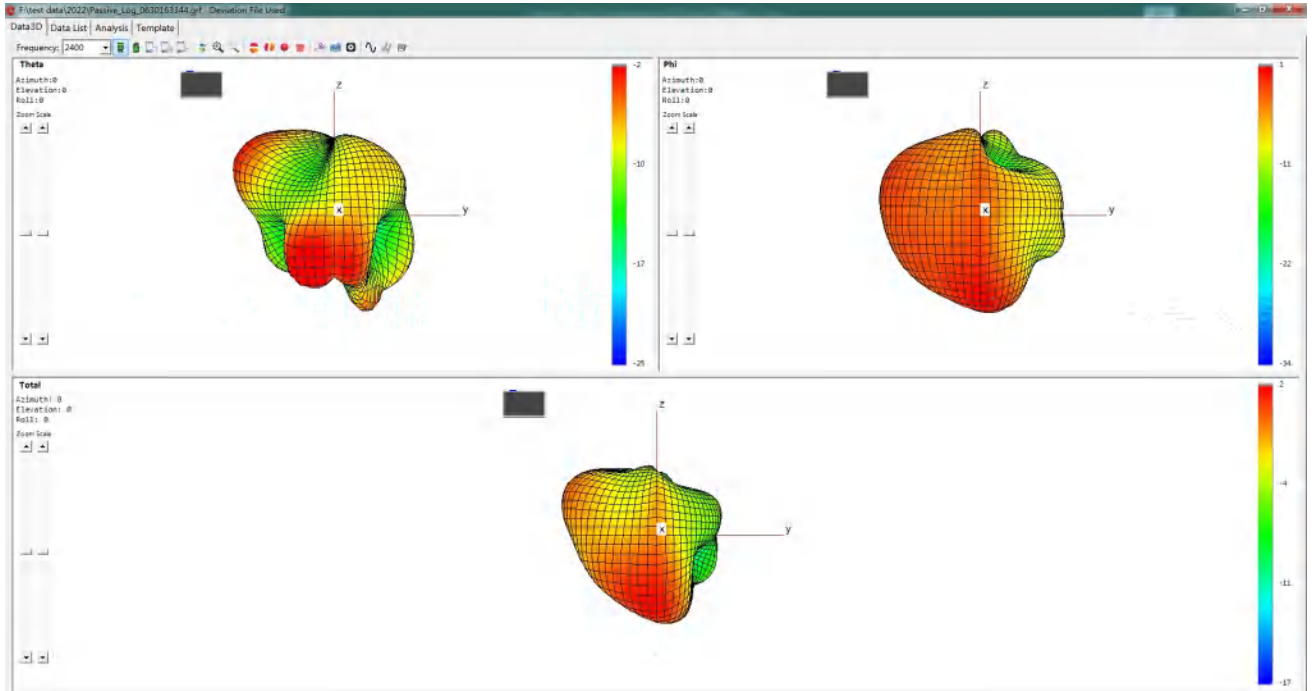 F:\test data\2022\Passive_Log_0630163344.grf - Deviation File Used
Data3D Data List Analysis Template
Frequency: 2400
Theta
Azimuth:0
Elevation:0
Roll:0
Zoom Scale
z
x
y
-2
-10
-17
-25
Phi
Azimuth:0
Elevation:0
Roll:0
Zoom Scale
z
x
y
1
-11
-22
-34
Total
Azimuth: 0
Elevation: 0
Roll: 0
Zoom Scale
z
x
y
2
-4
-11
-17